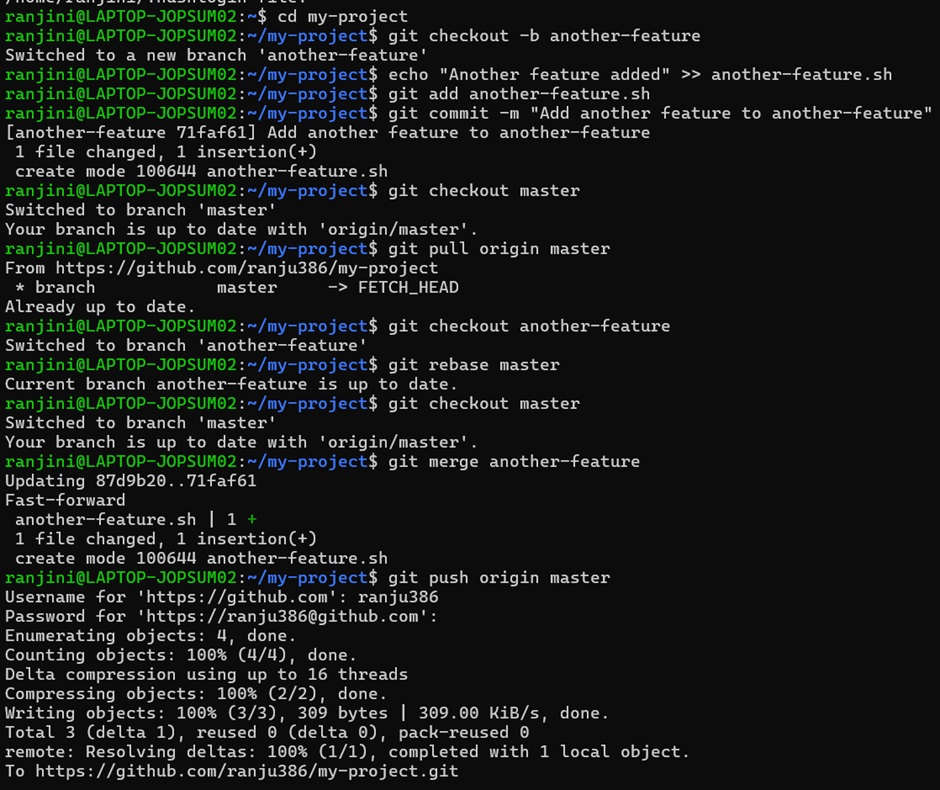 ranjini@LAPTOP-JOPSUM02:~$ cd my-project
ranjini@LAPTOP-JOPSUM02:~/my-project$ git checkout -b another-feature
Switched to a new branch 'another-feature'
ranjini@LAPTOP-JOPSUM02:~/my-project$ echo "Another feature added" >> another-feature.sh
ranjini@LAPTOP-JOPSUM02:~/my-project$ git add another-feature.sh
ranjini@LAPTOP-JOPSUM02:~/my-project$ git commit -m "Add another feature to another-feature"
[another-feature 71faf61] Add another feature to another-feature
 1 file changed, 1 insertion(+)
 create mode 100644 another-feature.sh
ranjini@LAPTOP-JOPSUM02:~/my-project$ git checkout master
Switched to branch 'master'
Your branch is up to date with 'origin/master'.
ranjini@LAPTOP-JOPSUM02:~/my-project$ git pull origin master
From https://github.com/ranju386/my-project
 * branch            master     -> FETCH_HEAD
Already up to date.
ranjini@LAPTOP-JOPSUM02:~/my-project$ git checkout another-feature
Switched to branch 'another-feature'
ranjini@LAPTOP-JOPSUM02:~/my-project$ git rebase master
Current branch another-feature is up to date.
ranjini@LAPTOP-JOPSUM02:~/my-project$ git checkout master
Switched to branch 'master'
Your branch is up to date with 'origin/master'.
ranjini@LAPTOP-JOPSUM02:~/my-project$ git merge another-feature
Updating 87d9b20..71faf61
Fast-forward
 another-feature.sh | 1 +
 1 file changed, 1 insertion(+)
 create mode 100644 another-feature.sh
ranjini@LAPTOP-JOPSUM02:~/my-project$ git push origin master
Username for 'https://github.com': ranju386
Password for 'https://ranju386@github.com':
Enumerating objects: 4, done.
Counting objects: 100% (4/4), done.
Delta compression using up to 16 threads
Compressing objects: 100% (2/2), done.
Writing objects: 100% (3/3), 309 bytes | 309.00 KiB/s, done.
Total 3 (delta 1), reused 0 (delta 0), pack-reused 0
remote: Resolving deltas: 100% (1/1), completed with 1 local object.
To https://github.com/ranju386/my-project.git